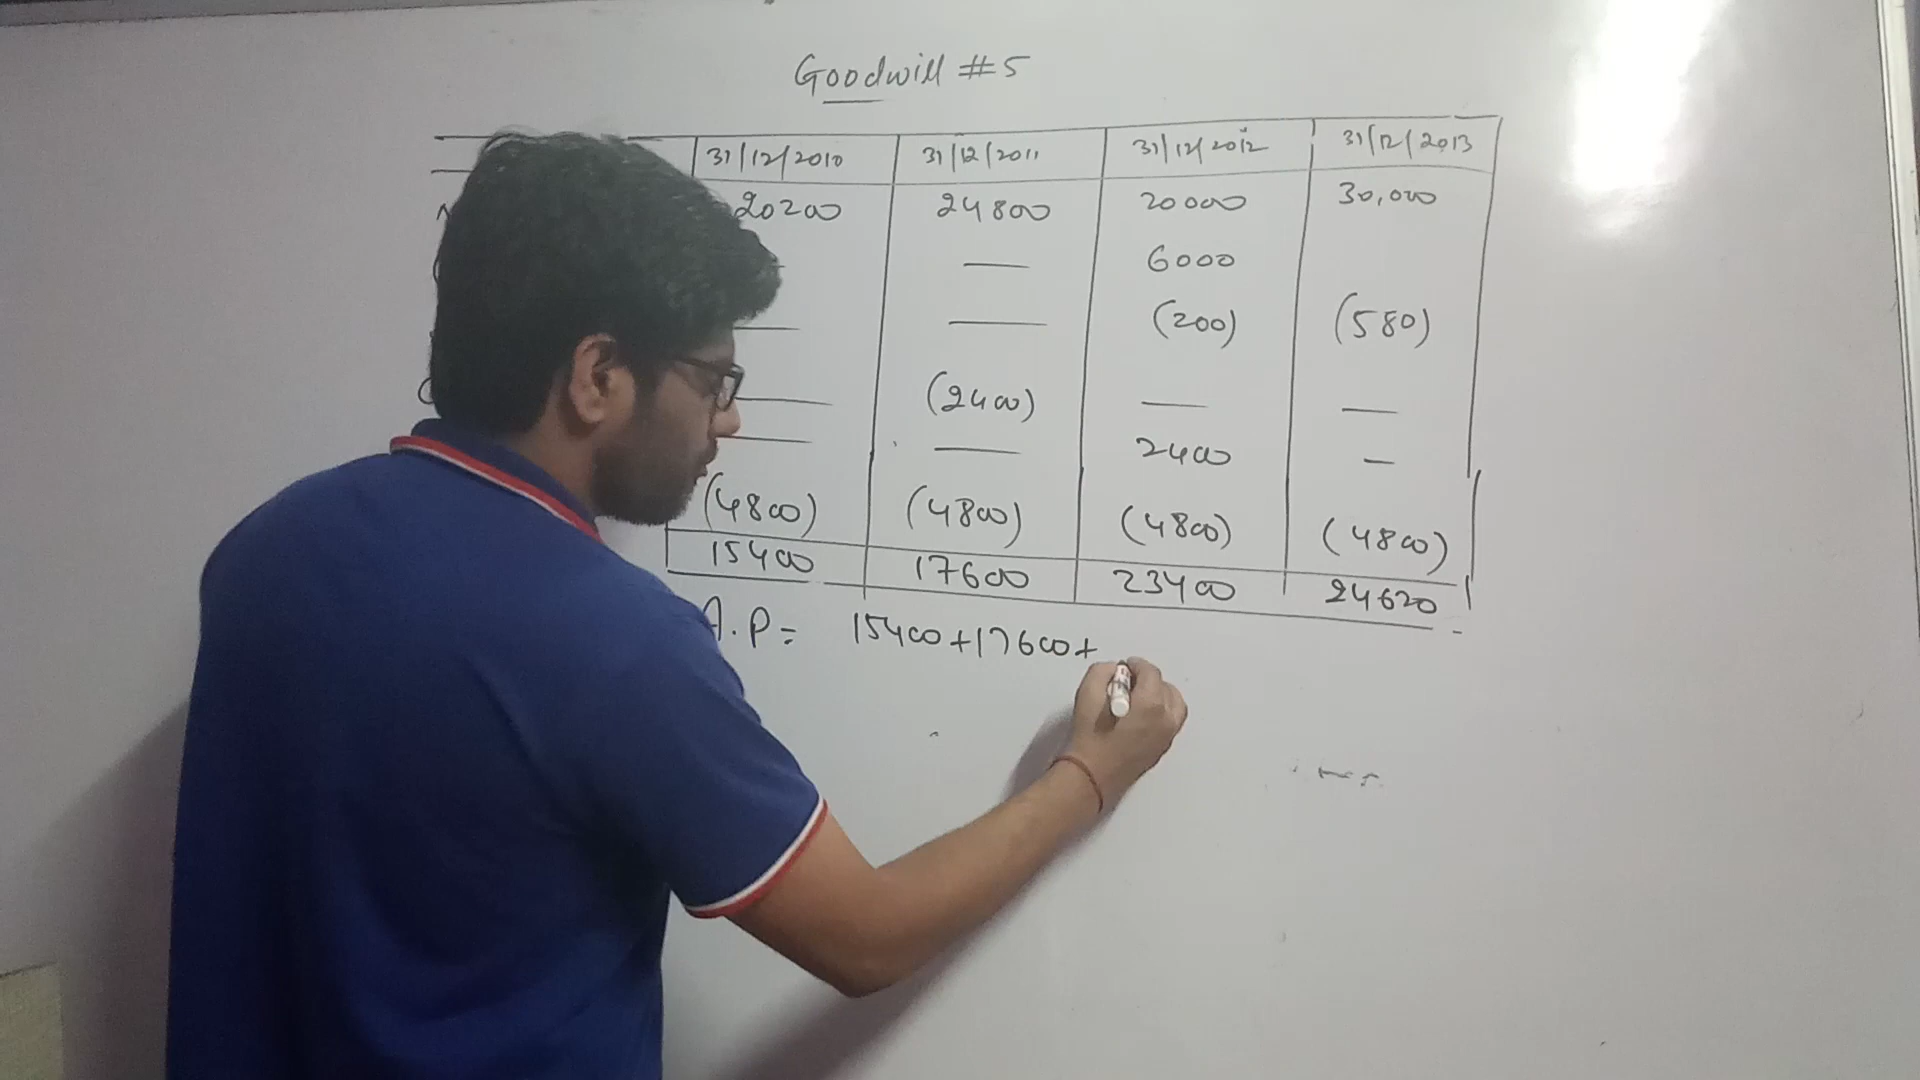 Goodwill #5
31/12/2010 31/12/2011 31/12/2012 31/12/2013
20200 24800 20000 30,000
— 6000
— — (200) (580)
— (2400) — —
— — 2400 —
(4800) (4800) (4800) (4800)
15400 17600 23400 24620
A.P = 15400+17600+